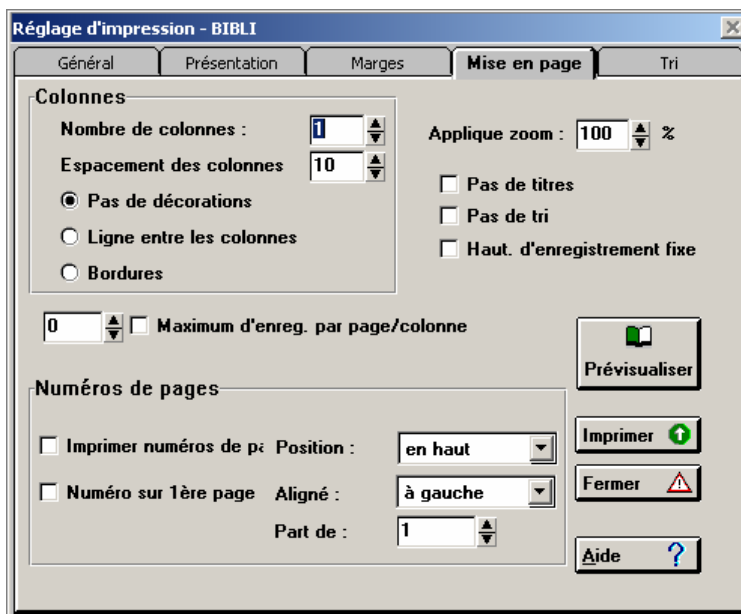 Réglage d'impression - BIBLI
Général Présentation Marges Mise en page Tri
Colonnes
Nombre de colonnes : 1
Espacement des colonnes 10
Pas de décorations
Ligne entre les colonnes
Bordures
Applique zoom : 100 %
Pas de titres
Pas de tri
Haut. d'enregistrement fixe
0 Maximum d'enreg. par page/colonne
Prévisualiser
Numéros de pages
Imprimer numéros de pa Position : en haut
Numéro sur 1ère page Aligné : à gauche
Part de : 1
Imprimer
Fermer
Aide ?